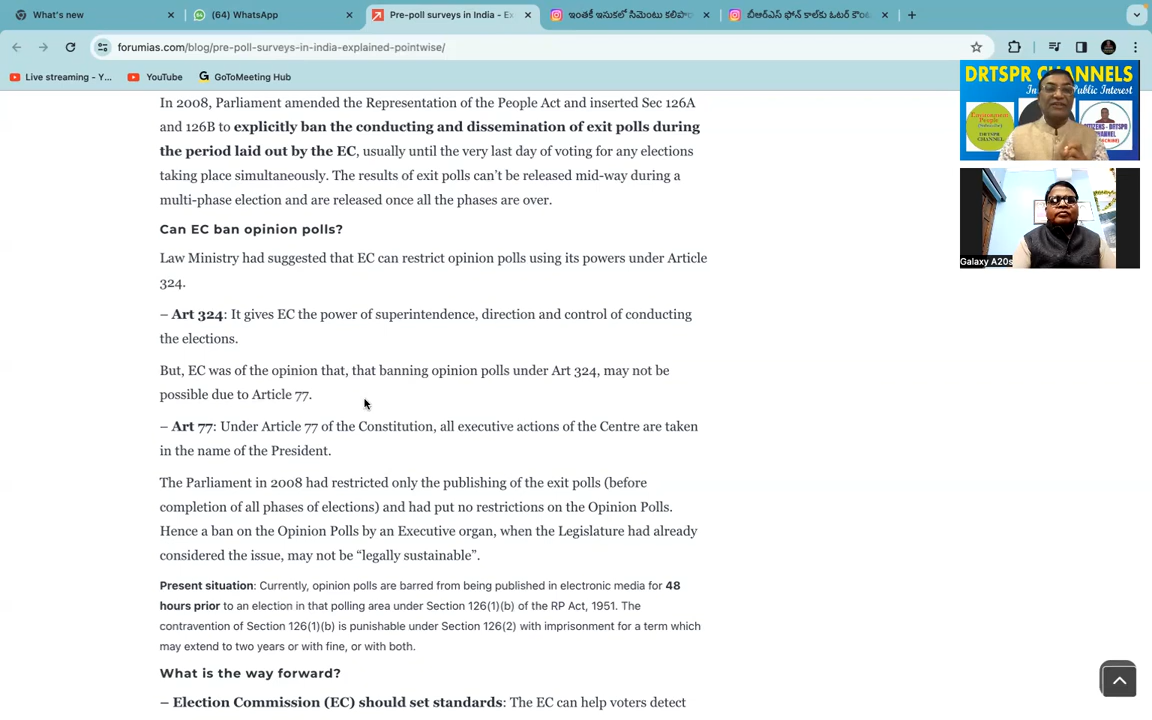 What's new
(64) WhatsApp
Pre-poll surveys in India - Ex
ఇంతకీ ఇసుకలో సిమెంటు కలిపార
బీఆర్ఎస్ ఫోన్ కాల్‌కు ఓటర్ కౌంట
forumias.com/blog/pre-poll-surveys-in-india-explained-pointwise/
Live streaming - Y...
YouTube
GoToMeeting Hub
In 2008, Parliament amended the Representation of the People Act and inserted Sec 126A
and 126B to explicitly ban the conducting and dissemination of exit polls during
the period laid out by the EC, usually until the very last day of voting for any elections
taking place simultaneously. The results of exit polls can't be released mid-way during a
multi-phase election and are released once all the phases are over.
Can EC ban opinion polls?
Law Ministry had suggested that EC can restrict opinion polls using its powers under Article
324.
– Art 324: It gives EC the power of superintendence, direction and control of conducting
the elections.
But, EC was of the opinion that, that banning opinion polls under Art 324, may not be
possible due to Article 77.
– Art 77: Under Article 77 of the Constitution, all executive actions of the Centre are taken
in the name of the President.
The Parliament in 2008 had restricted only the publishing of the exit polls (before
completion of all phases of elections) and had put no restrictions on the Opinion Polls.
Hence a ban on the Opinion Polls by an Executive organ, when the Legislature had already
considered the issue, may not be “legally sustainable”.
Present situation: Currently, opinion polls are barred from being published in electronic media for 48
hours prior to an election in that polling area under Section 126(1)(b) of the RP Act, 1951. The
contravention of Section 126(1)(b) is punishable under Section 126(2) with imprisonment for a term which
may extend to two years or with fine, or with both.
What is the way forward?
– Election Commission (EC) should set standards: The EC can help voters detect
DRTSPR CHANNELS
In Public Interest
DRTSPR
CHANNEL
CITIZENS - DRTSPR
CHANNEL
Galaxy A20s